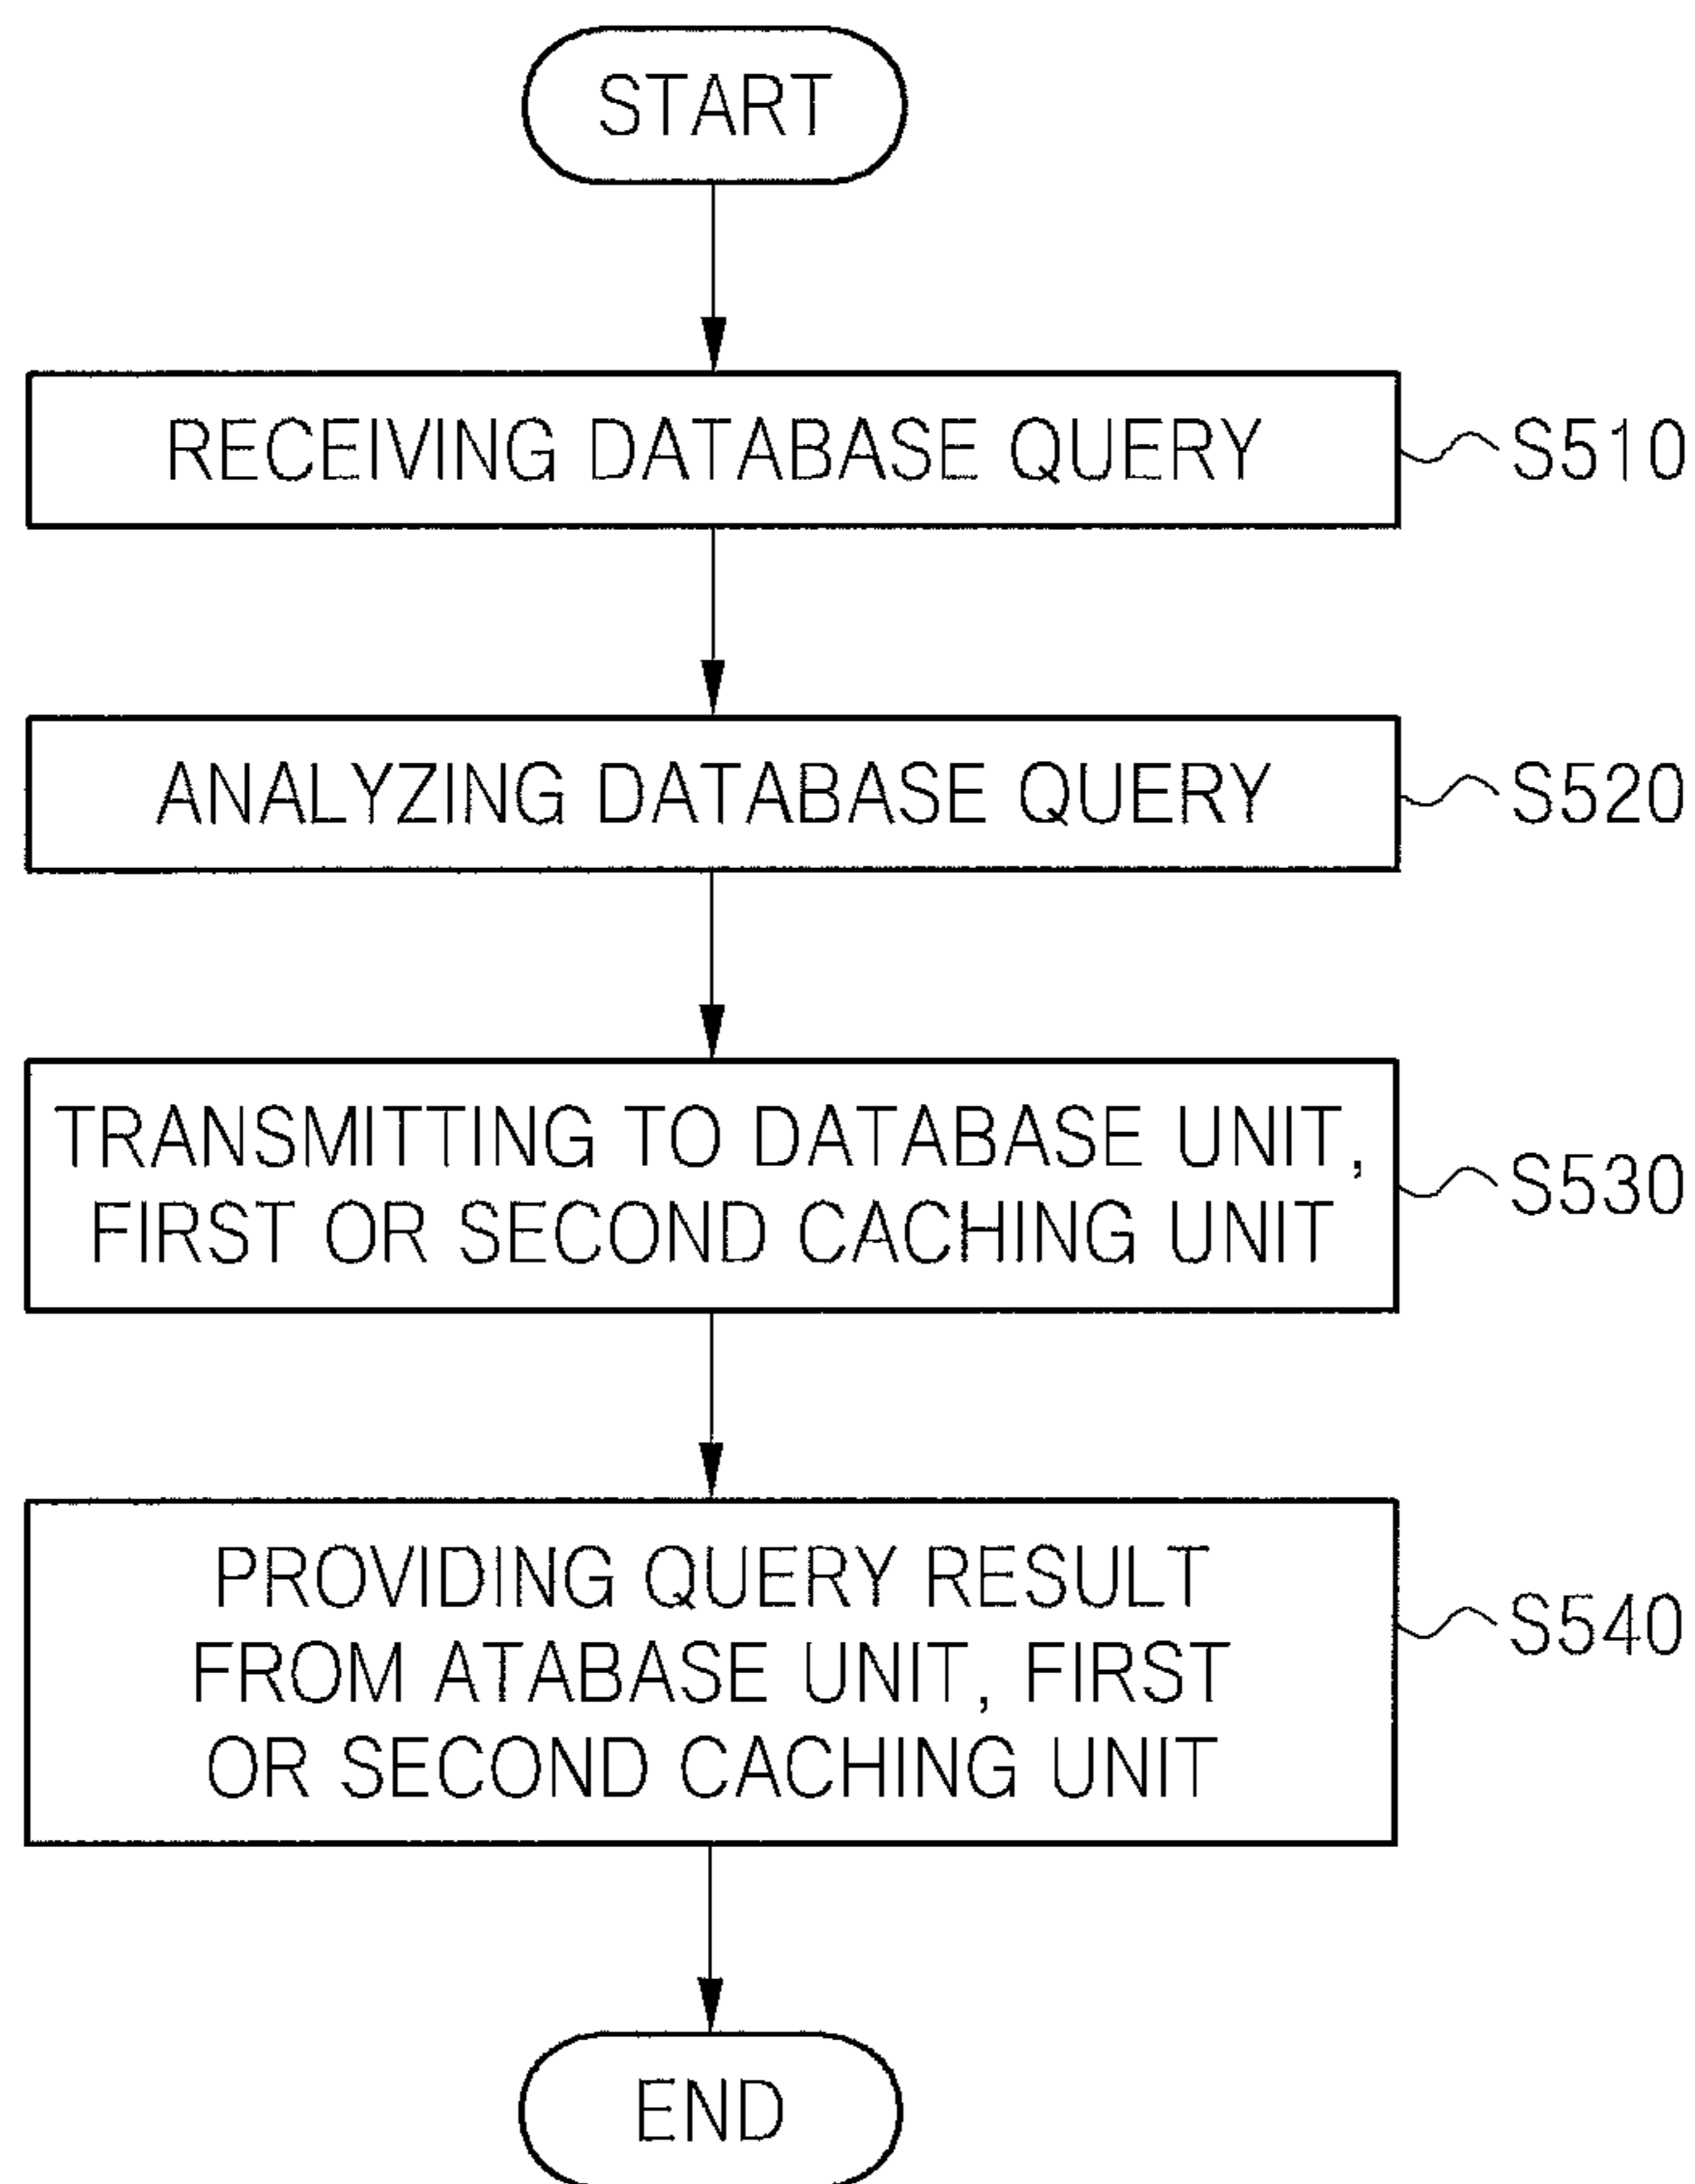 START
RECEIVING DATABASE QUERY
S510
ANALYZING DATABASE QUERY
S520
TRANSMITTING TO DATABASE UNIT,
FIRST OR SECOND CACHING UNIT
S530
PROVIDING QUERY RESULT
FROM ATABASE UNIT, FIRST
OR SECOND CACHING UNIT
S540
END